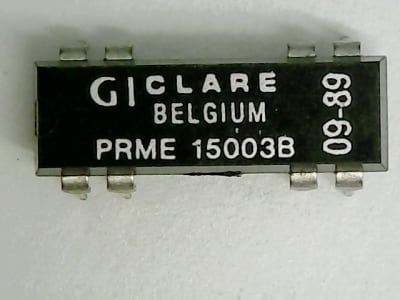 GI CLARE
BELGIUM
PRME 15003B
09-89